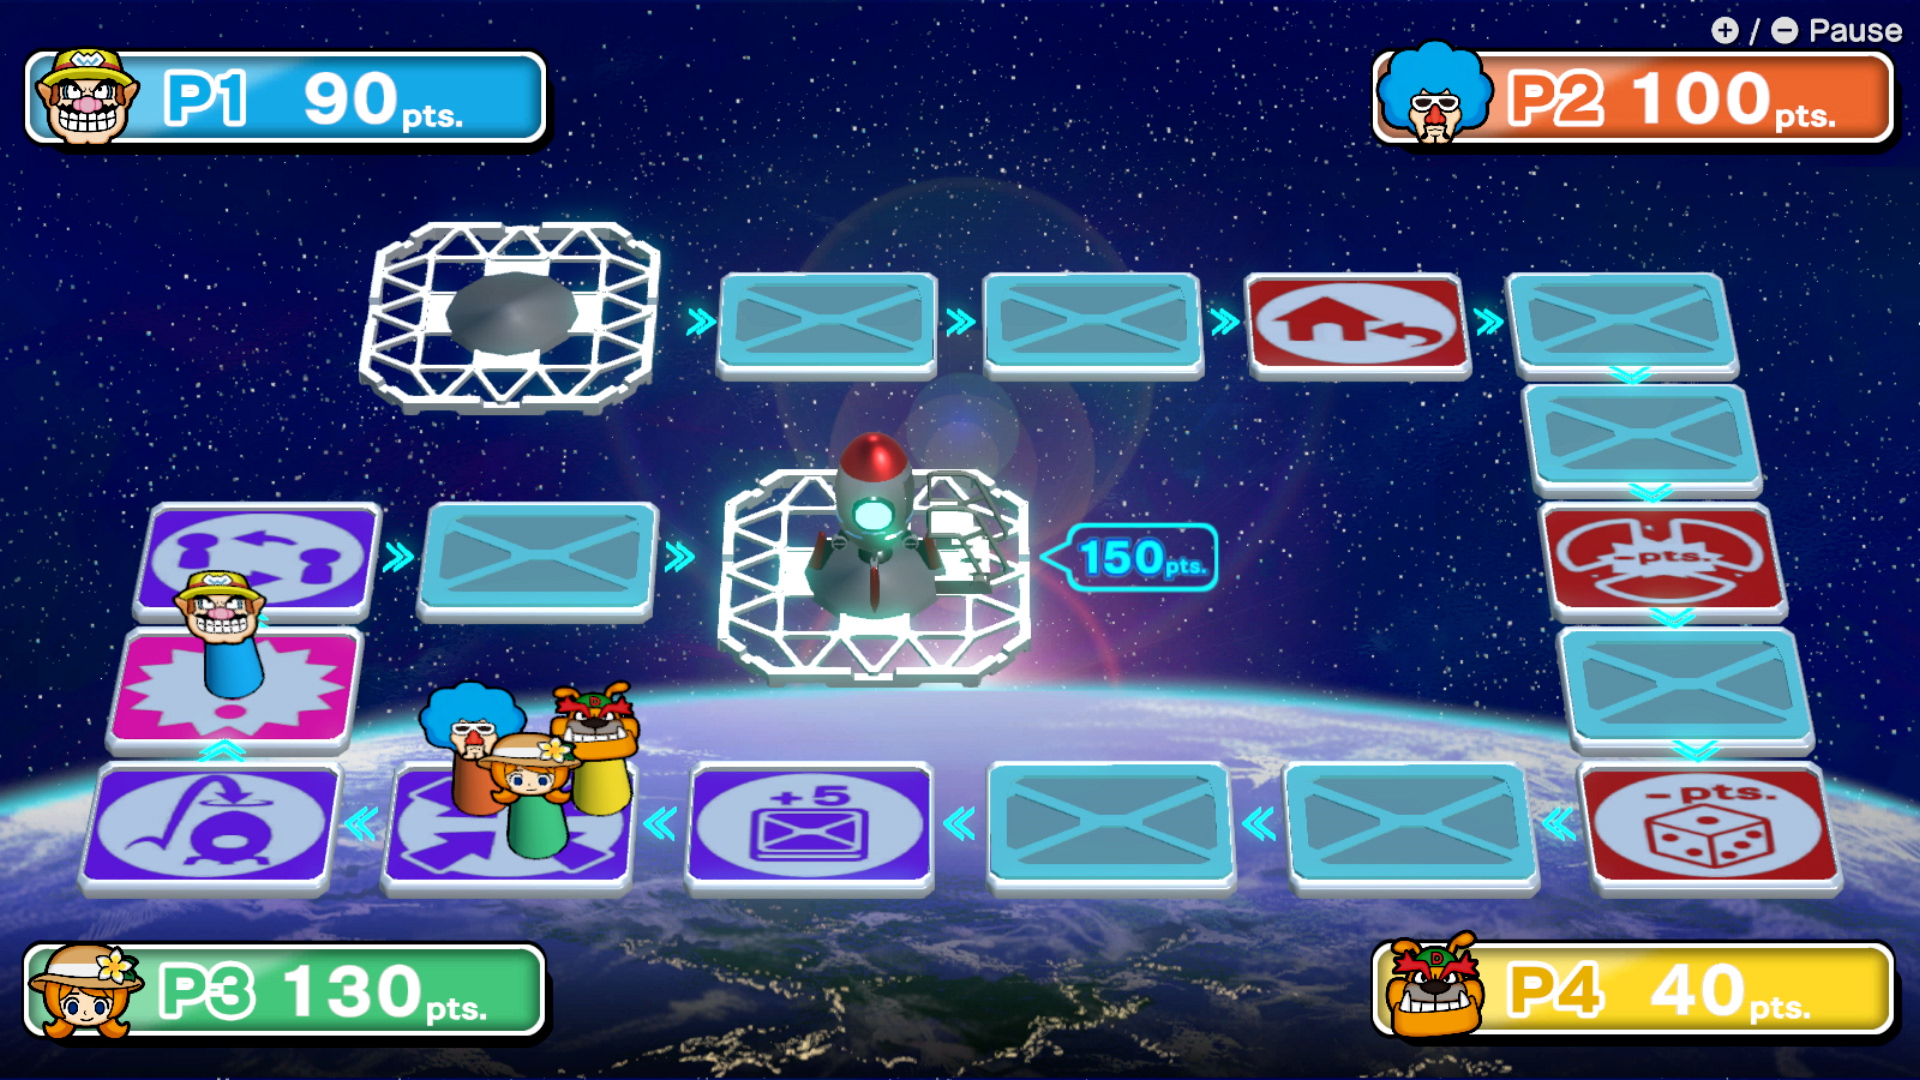 + / − Pause
P1 90pts.
P2 100pts.
W
-pts.
150pts.
W
D
+5
-pts.
P3 130pts.
D
P4 40pts.